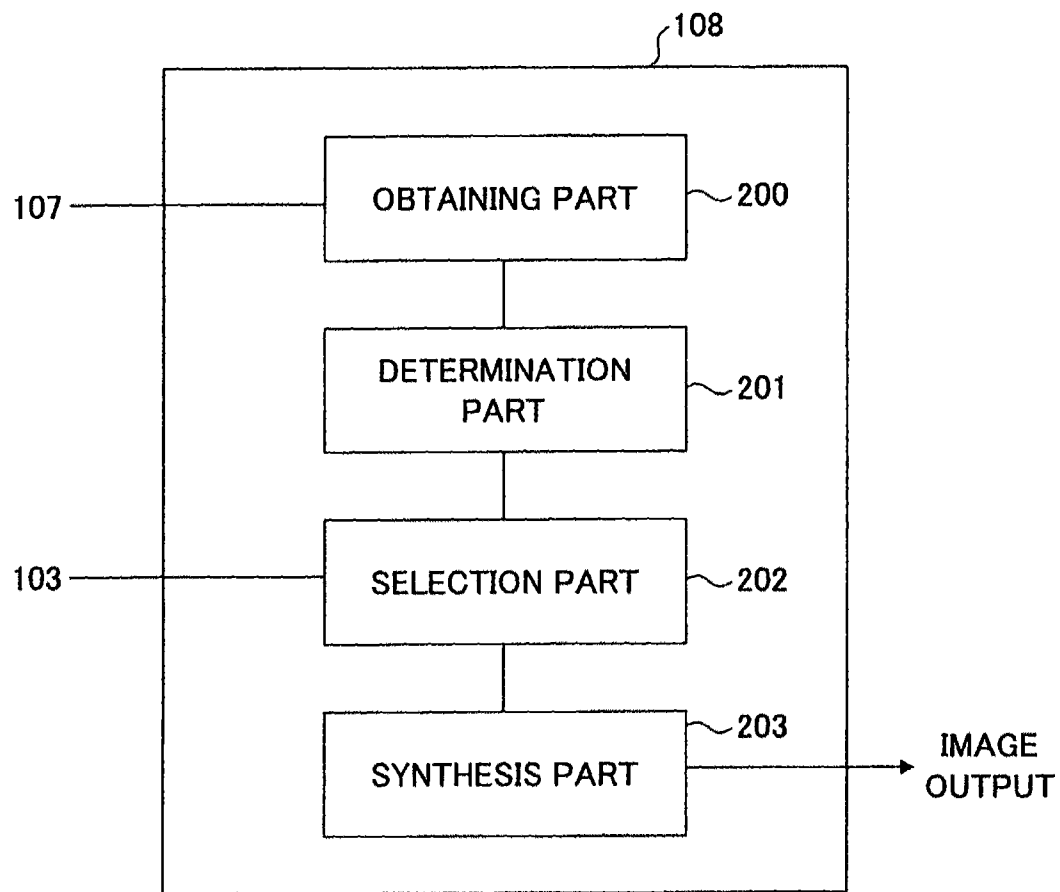 108
OBTAINING PART
200
107
DETERMINATION
PART
201
103
SELECTION PART
202
203
SYNTHESIS PART
IMAGE
OUTPUT